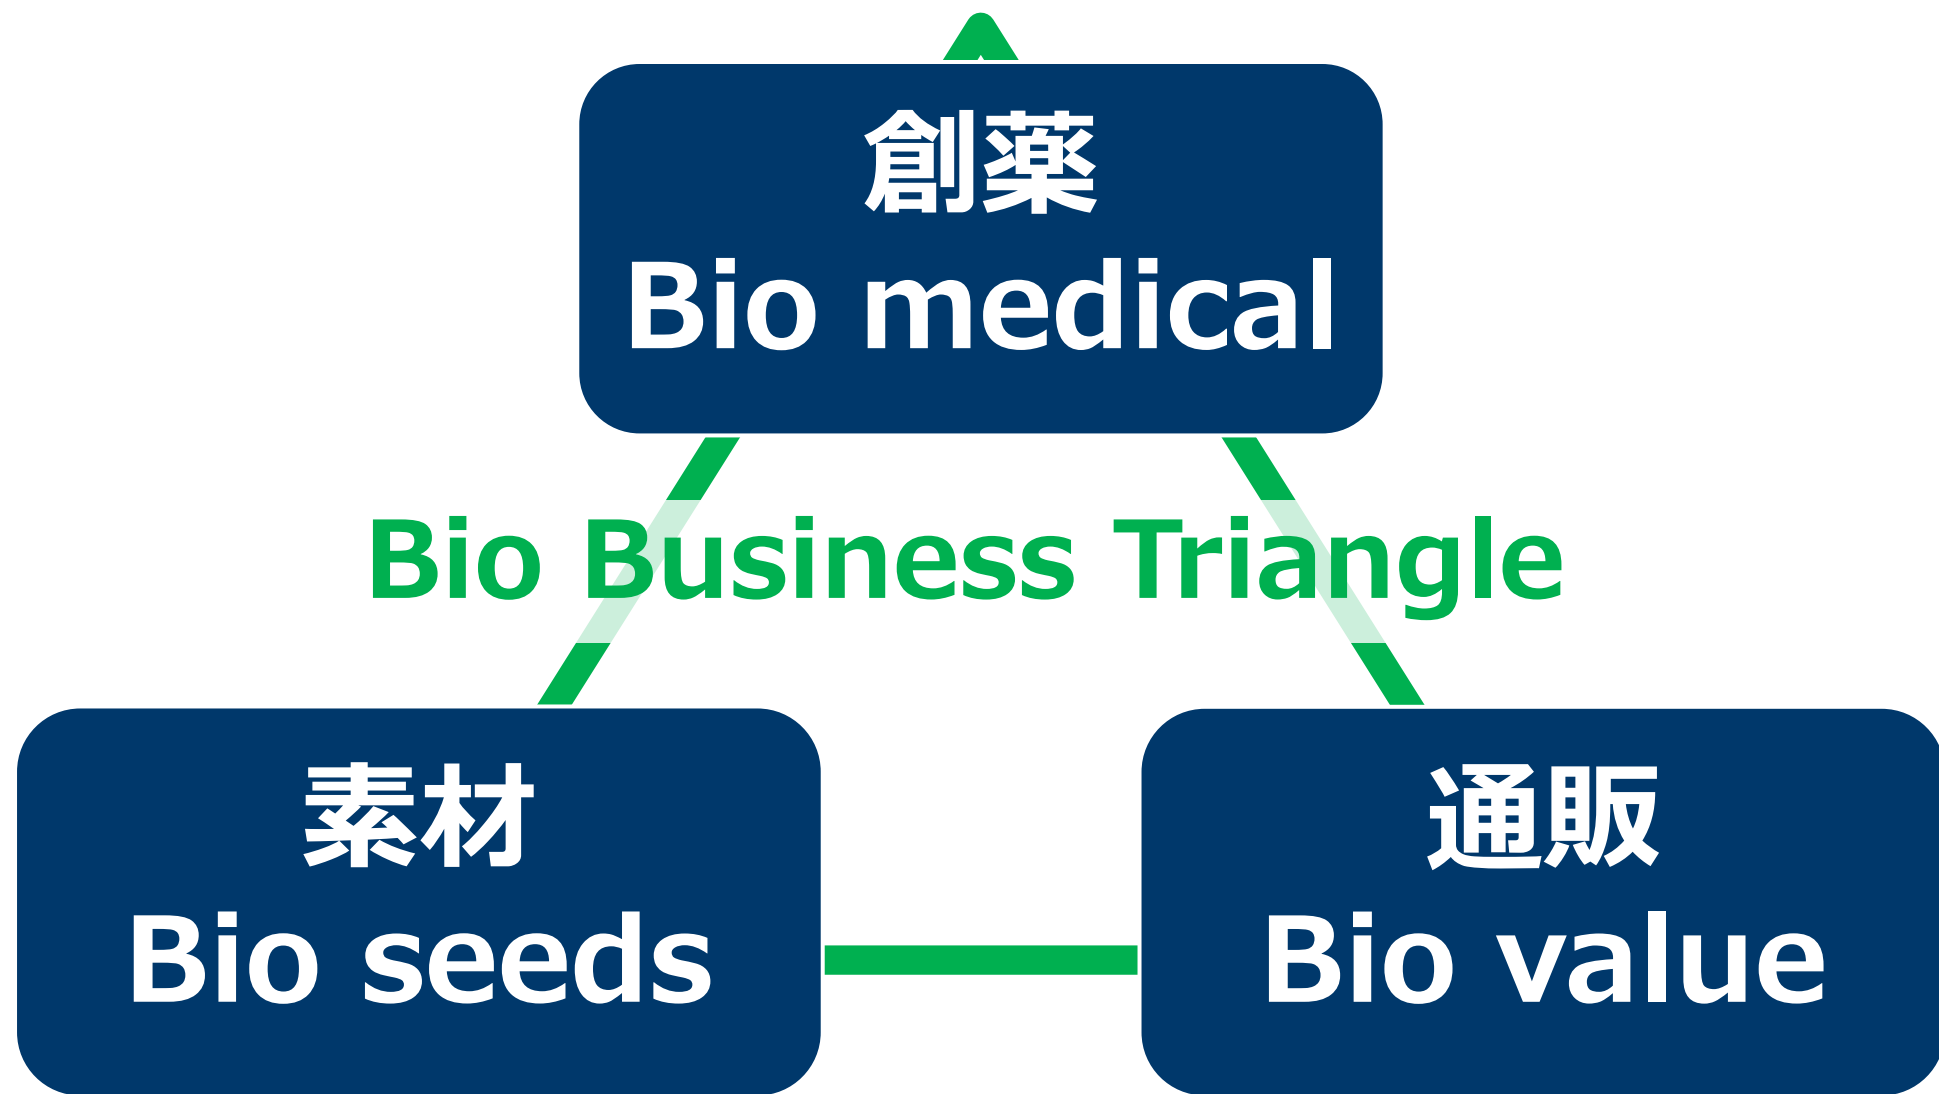 創薬
Bio medical
Bio Business Triangle
素材
Bio seeds
通販
Bio value